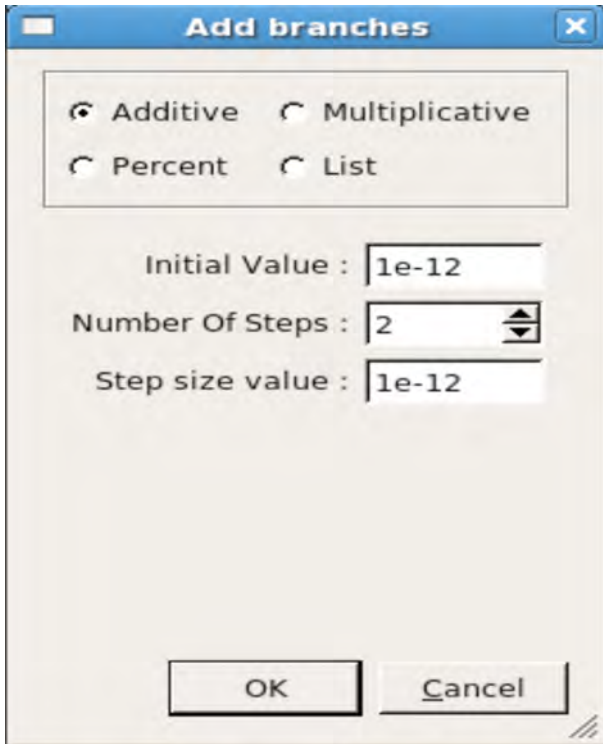 Add branches
Additive Multiplicative
Percent List
Initial Value : 1e-12
Number Of Steps : 2
Step size value : 1e-12
OK Cancel